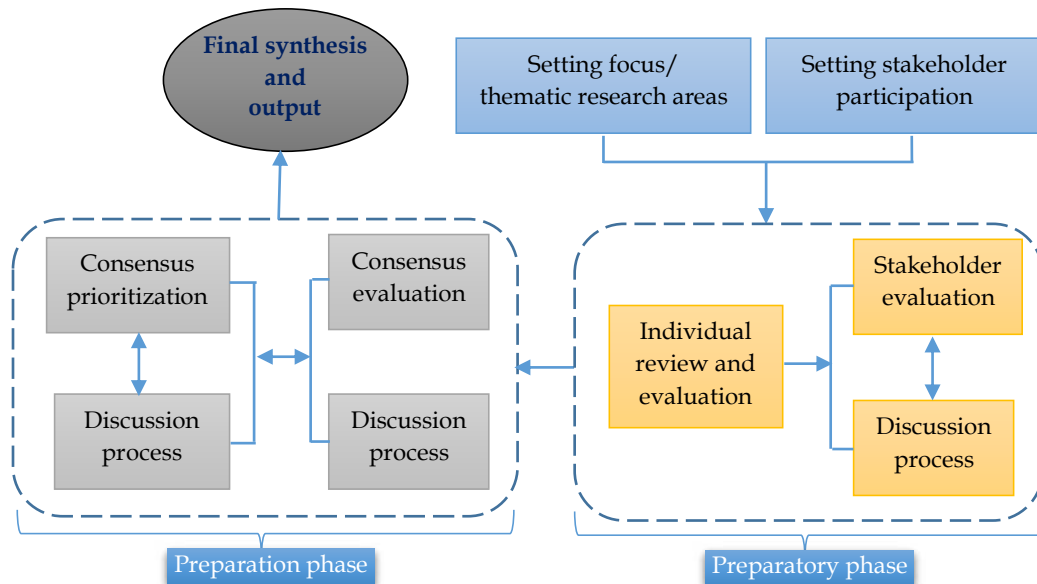 Final synthesis
and
output
Setting focus/
thematic research areas
Setting stakeholder
participation
Consensus
prioritization
Consensus
evaluation
Discussion
process
Discussion
process
Individual
review and
evaluation
Stakeholder
evaluation
Discussion
process
Preparation phase
Preparatory phase